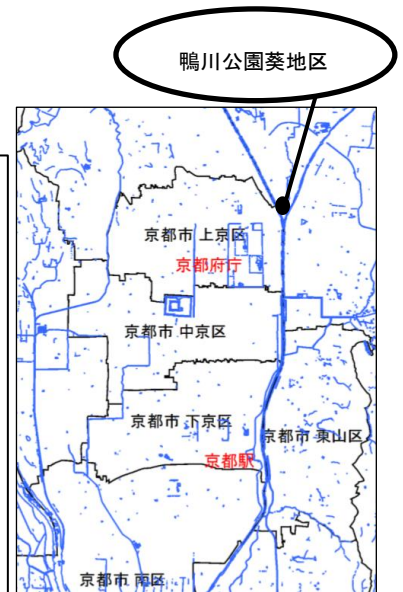 鴨川公園葵地区
京都市 上京区
京都府庁
京都市 中京区
京都市 下京区
京都市 東山区
京都駅
京都市 南区